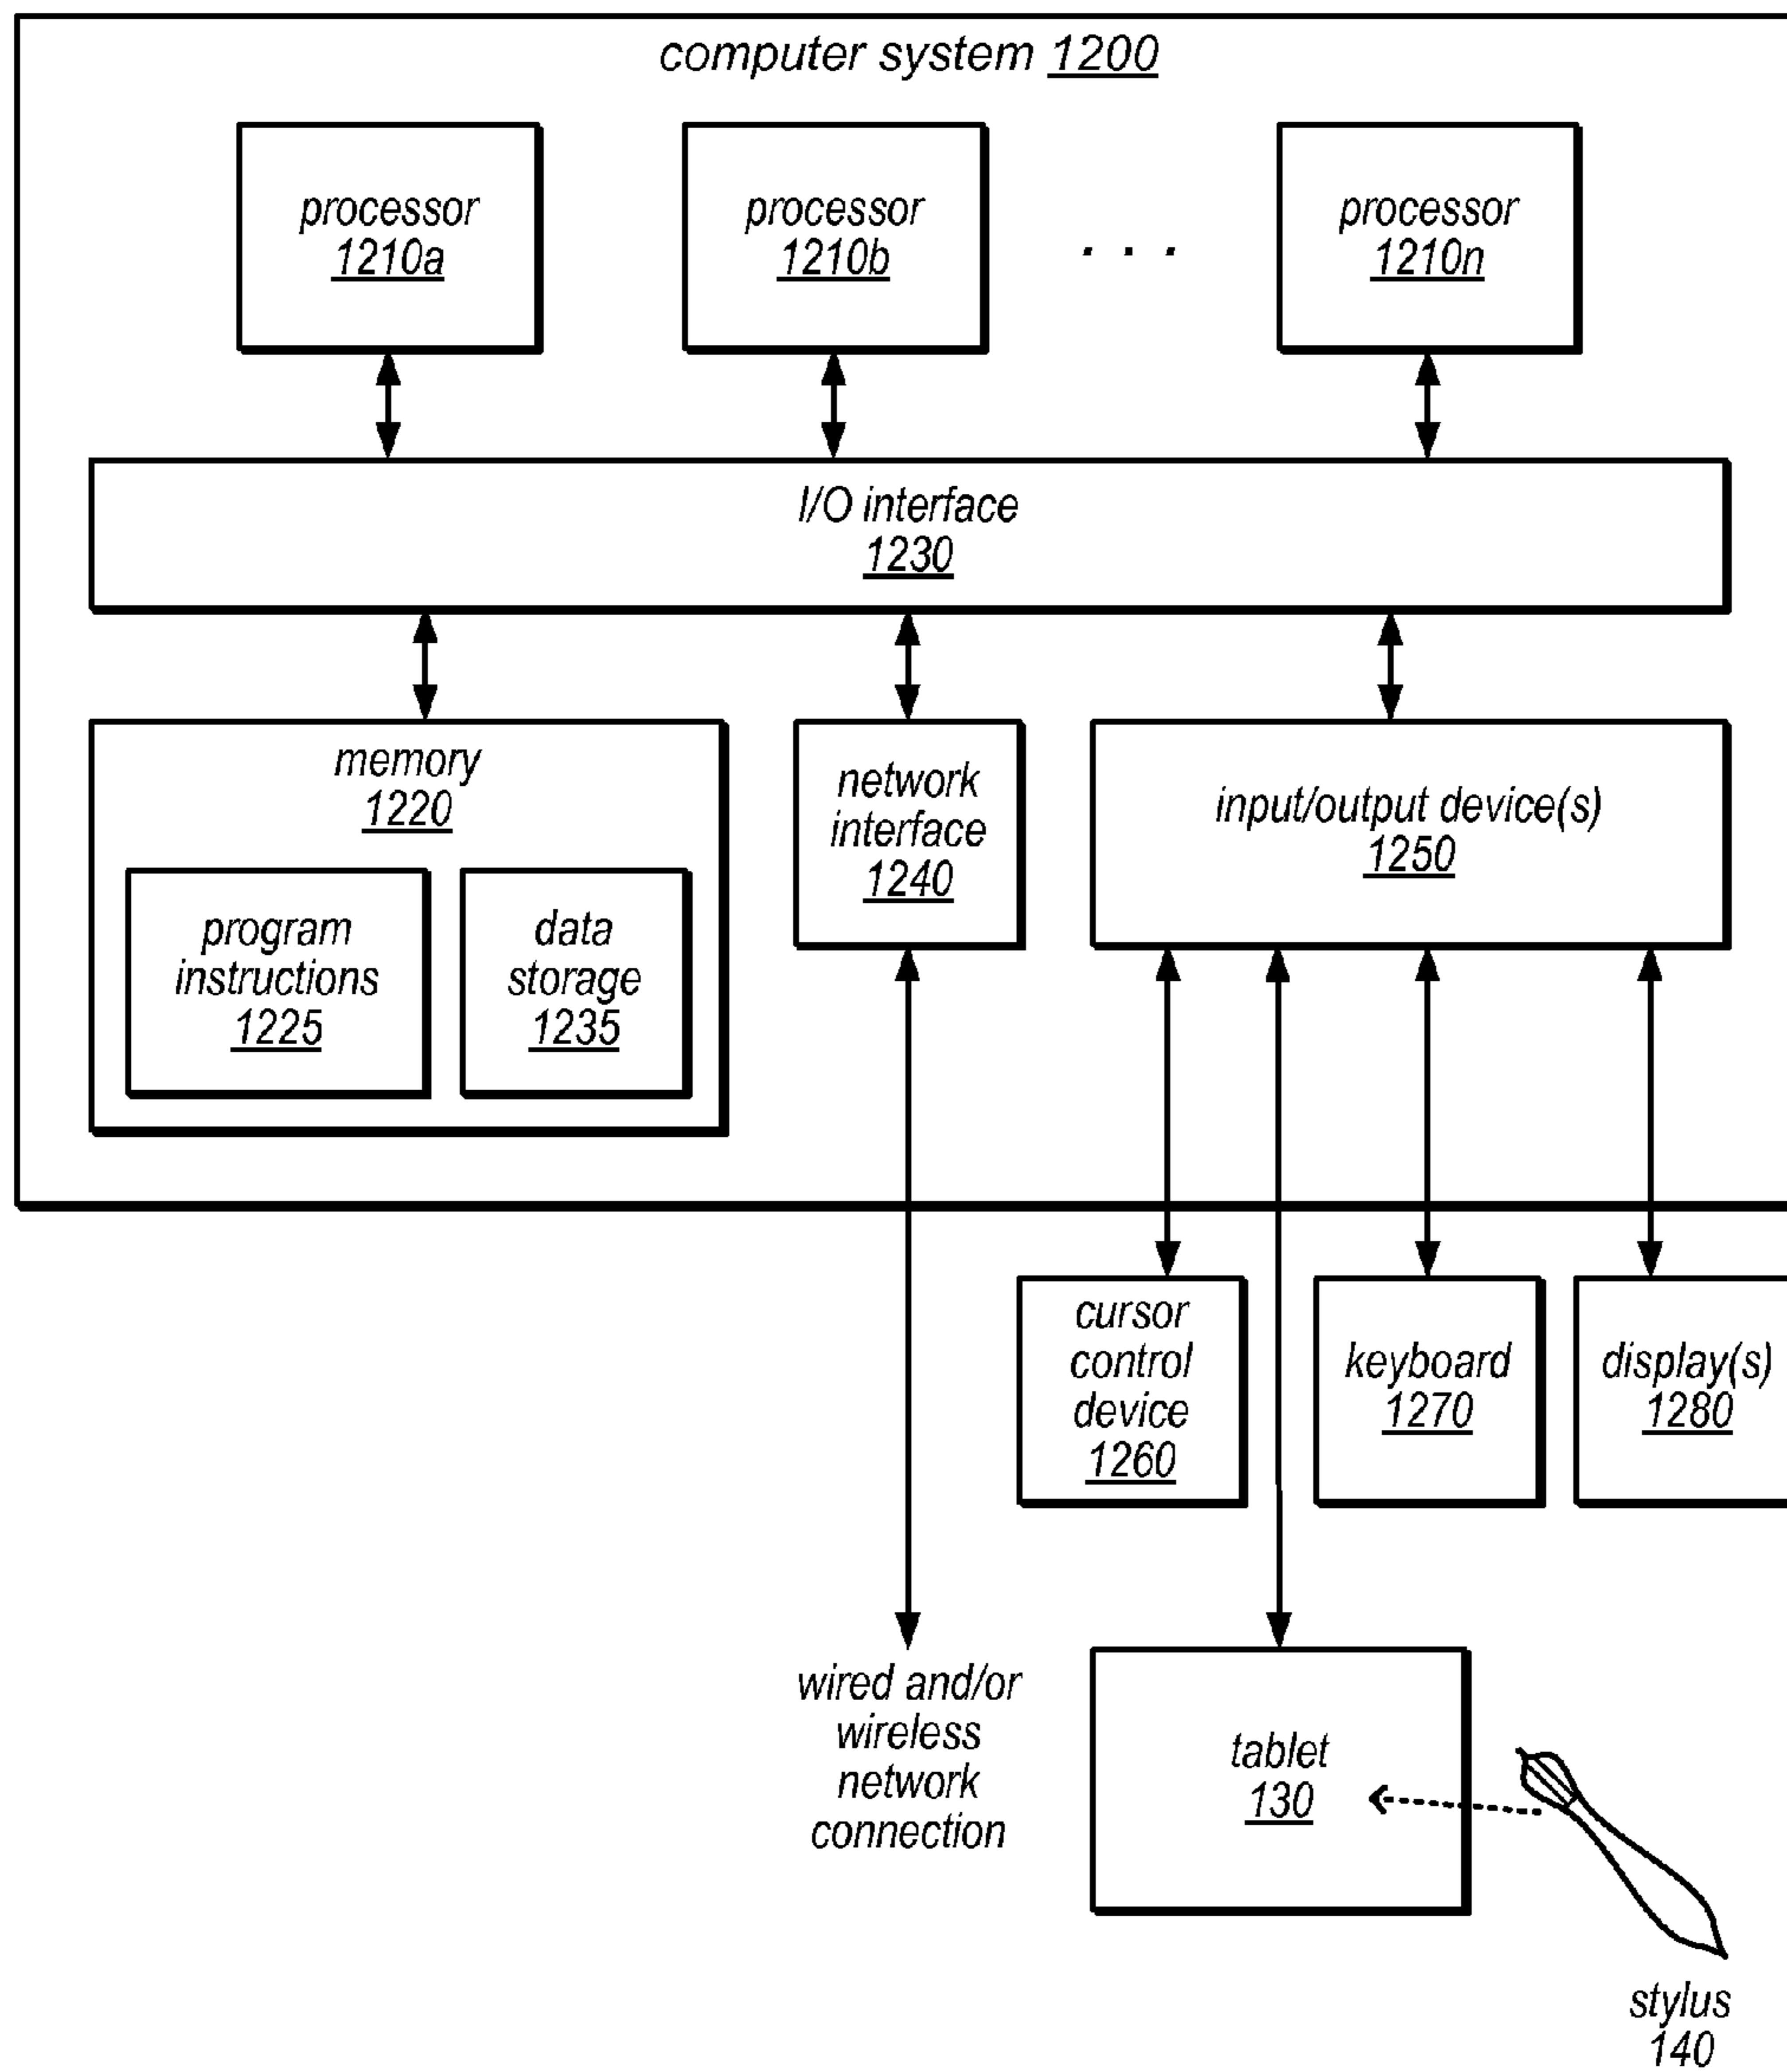 computer system 1200
processor
1210a
processor
1210b
. . .
processor
1210n
I/O interface
1230
memory
1220
program
instructions
1225
data
storage
1235
network
interface
1240
input/output device(s)
1250
cursor
control
device
1260
keyboard
1270
display(s)
1280
wired and/or
wireless
network
connection
tablet
130
stylus
140